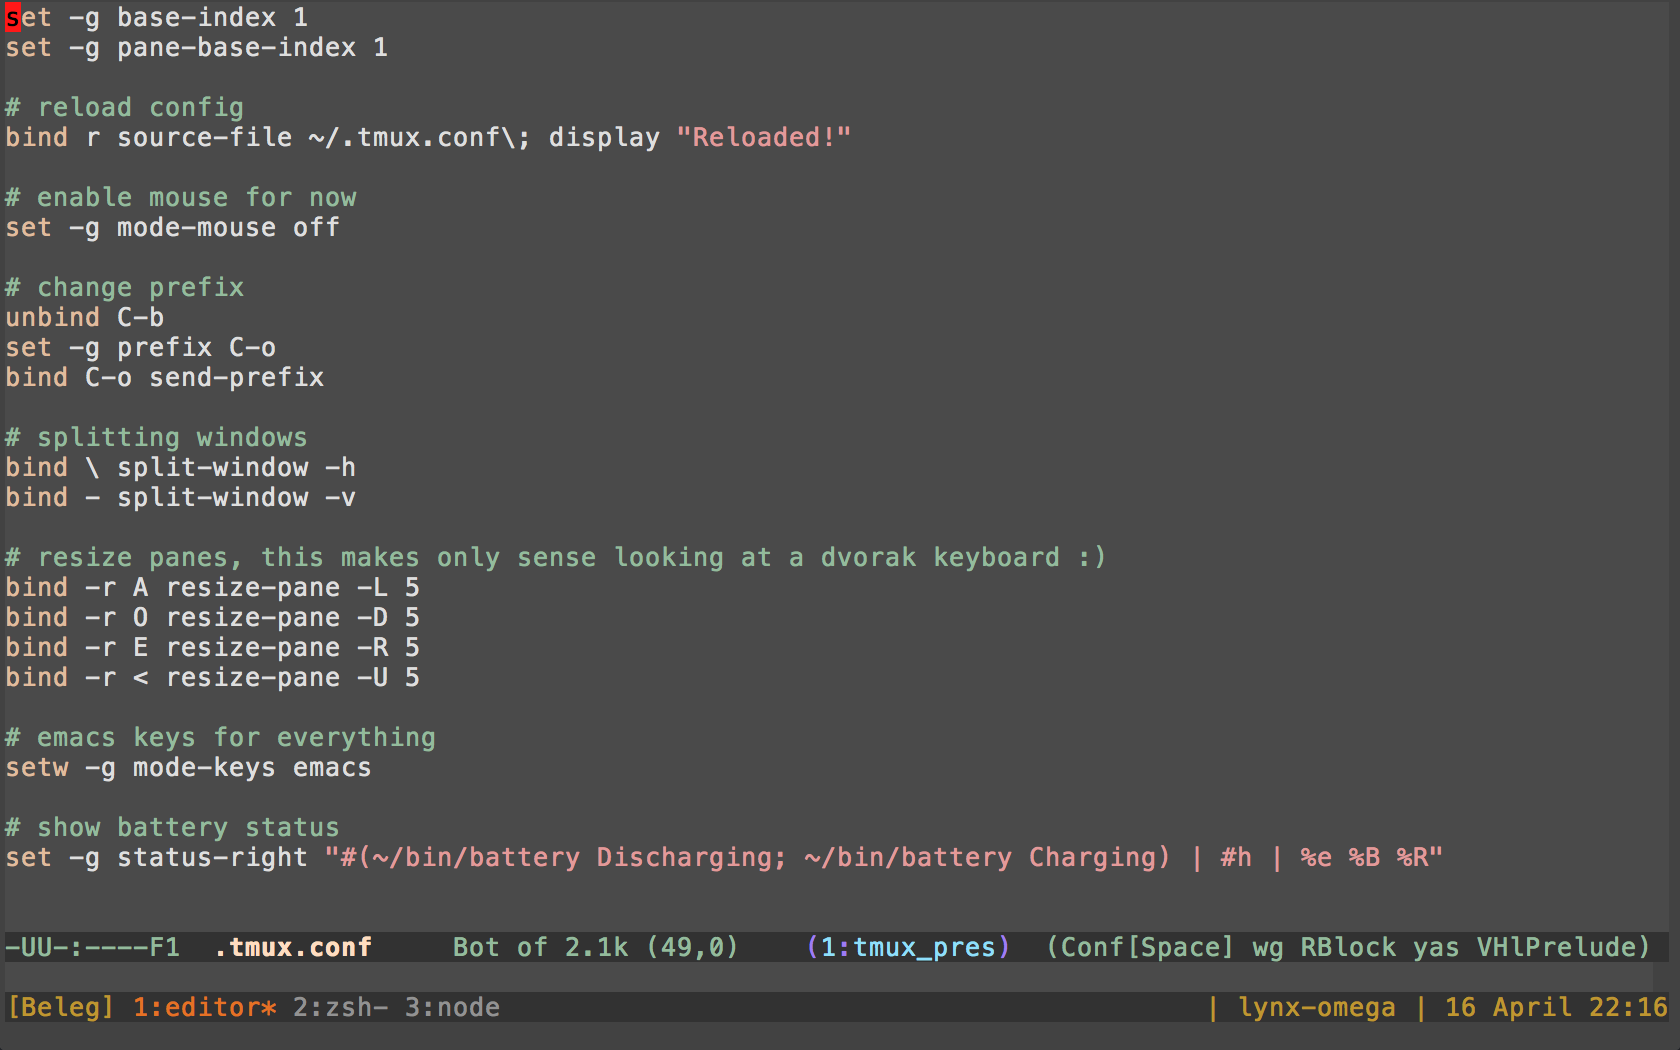 set -g base-index 1
set -g pane-base-index 1
# reload config
bind r source-file ~/.tmux.conf\; display "Reloaded!"
# enable mouse for now
set -g mode-mouse off
# change prefix
unbind C-b
set -g prefix C-o
bind C-o send-prefix
# splitting windows
bind \ split-window -h
bind - split-window -v
# resize panes, this makes only sense looking at a dvorak keyboard :)
bind -r A resize-pane -L 5
bind -r O resize-pane -D 5
bind -r E resize-pane -R 5
bind -r < resize-pane -U 5
# emacs keys for everything
setw -g mode-keys emacs
# show battery status
set -g status-right "#(~/bin/battery Discharging; ~/bin/battery Charging) | #h | %e %B %R"
-UU-:----F1  .tmux.conf     Bot of 2.1k (49,0)    (1:tmux_pres)  (Conf[Space] wg RBlock yas VHlPrelude)
[Beleg] 1:editor* 2:zsh- 3:node | lynx-omega | 16 April 22:16